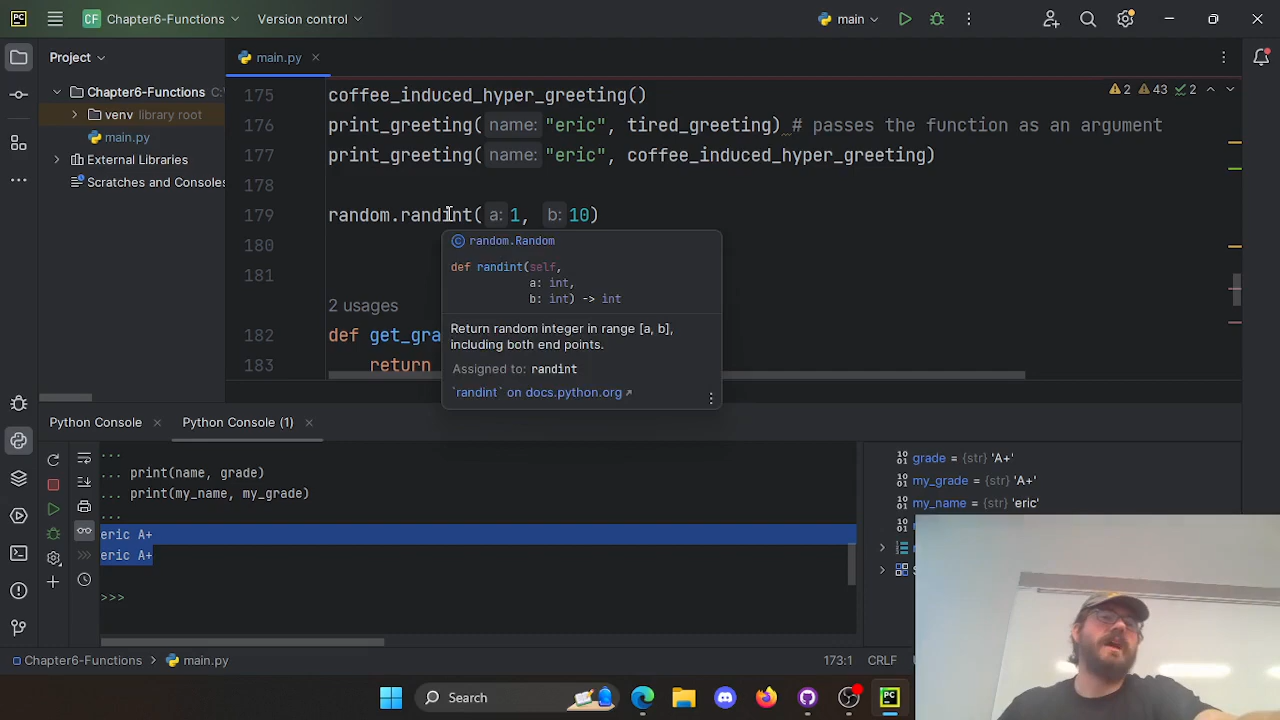 PC CF Chapter6-Functions Version control main
Project
main.py
Chapter6-Functions C:\
venv library root
main.py
External Libraries
Scratches and Consoles
2 43 2
175 coffee_induced_hyper_greeting()
176 print_greeting( name: "eric", tired_greeting) # passes the function as an argument
177 print_greeting( name: "eric", coffee_induced_hyper_greeting)
178
179 random.randint( a: 1, b: 10)
180
181
2 usages
182 def get_gra
183 return
random.Random
def randint(self,
a: int,
b: int) -> int
Return random integer in range [a, b],
including both end points.
Assigned to: randint
`randint` on docs.python.org
Python Console Python Console (1)
...
... print(name, grade)
... print(my_name, my_grade)
...
eric A+
eric A+
>>>
grade = {str} 'A+'
my_grade = {str} 'A+'
my_name = {str} 'eric'
Chapter6-Functions main.py 173:1 CRLF
Search PC